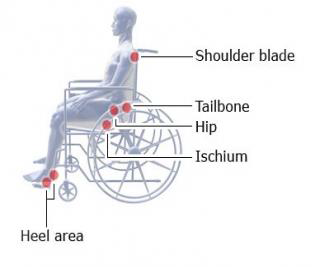 Shoulder blade
Tailbone
Hip
Ischium
Heel area